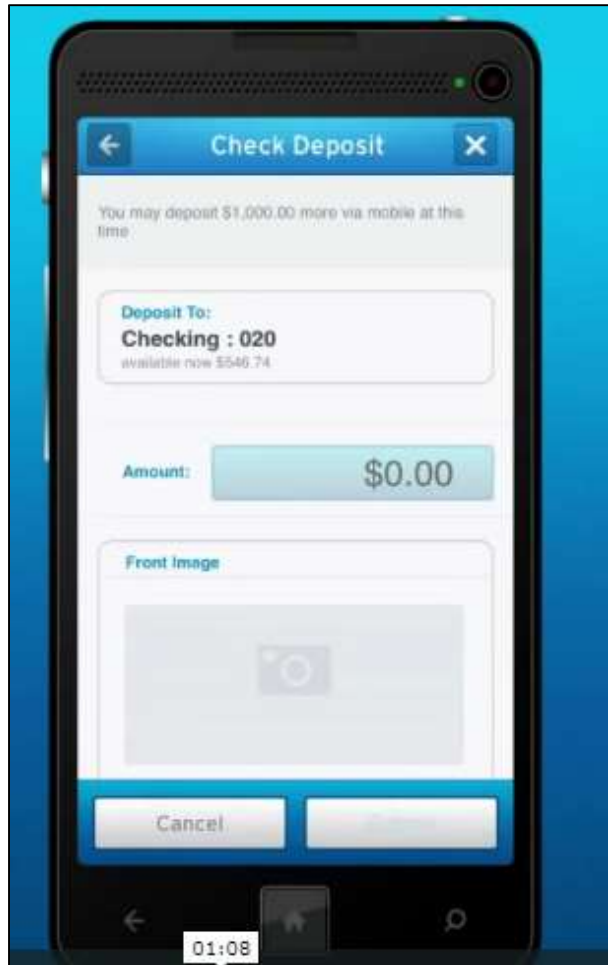 Check Deposit
You may deposit $1,000.00 more via mobile at this
time
Deposit To:
Checking : 020
available now $546.74
Amount:
$0.00
Front Image
Cancel
01:08